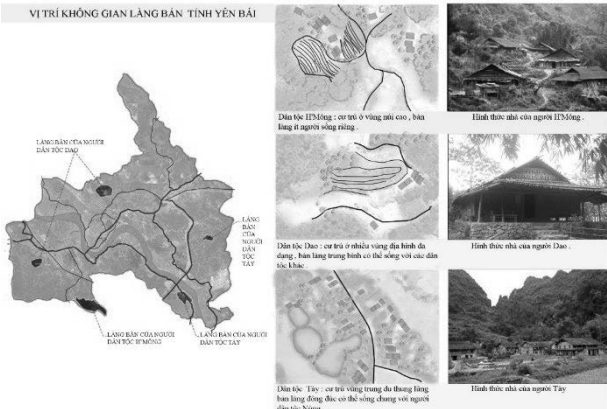 VỊ TRÍ KHÔNG GIAN LÀNG BẢN TỈNH YÊN BÁI
LÀNG BẢN CỦA NGƯỜI
DÂN TỘC DAO
LÀNG
BẢN
CỦA
NGƯỜI
DÂN
TỘC
TÀY
LÀNG BẢN CỦA NGƯỜI
DÂN TỘC H'MÔNG
LÀNG BẢN CỦA NGƯỜI
DÂN TỘC TÀY
Dân tộc H'Mông : cư trú ở vùng núi cao , bản
làng ít người sống riêng .
Hình thức nhà của người H'Mông .
Dân tộc Dao : cư trú ở nhiều vùng địa hình đa
dạng , bản làng trung bình có thể sống với các dân
tộc khác .
Hình thức nhà của người Dao .
Dân tộc Tày : cư trú vùng trung du thung lũng
bản làng đông đúc có thể sống chung với người
dân tộc Nùng
Hình thức nhà của người Tày